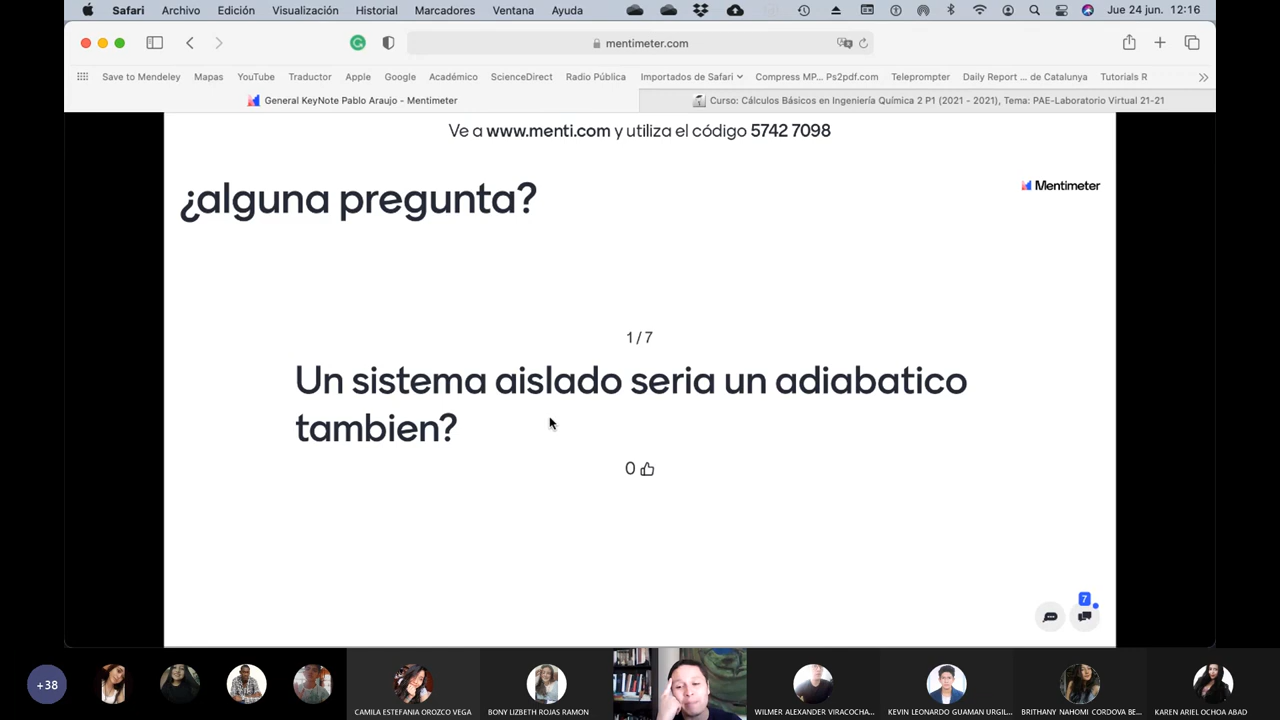 Safari Archivo Edición Visualización Historial Marcadores Ventana Ayuda Jue 24 jun. 12:16
mentimeter.com
Save to Mendeley Mapas YouTube Traductor Apple Google Académico ScienceDirect Radio Pública Importados de Safari Compress MP... Ps2pdf.com Teleprompter Daily Report ... de Catalunya Tutorials R
General KeyNote Pablo Araujo - Mentimeter Curso: Cálculos Básicos en Ingeniería Química 2 P1 (2021 - 2021), Tema: PAE-Laboratorio Virtual 21-21
Ve a www.menti.com y utiliza el código 5742 7098
¿alguna pregunta?
Mentimeter
1 / 7
Un sistema aislado seria un adiabatico
tambien?
0
7
+38
CAMILA ESTEFANIA OROZCO VEGA BONY LIZBETH ROJAS RAMON WILMER ALEXANDER VIRACOCHA... KEVIN LEONARDO GUAMAN URGIL... BRITHANY NAHOMI CORDOVA BE... KAREN ARIEL OCHOA ABAD